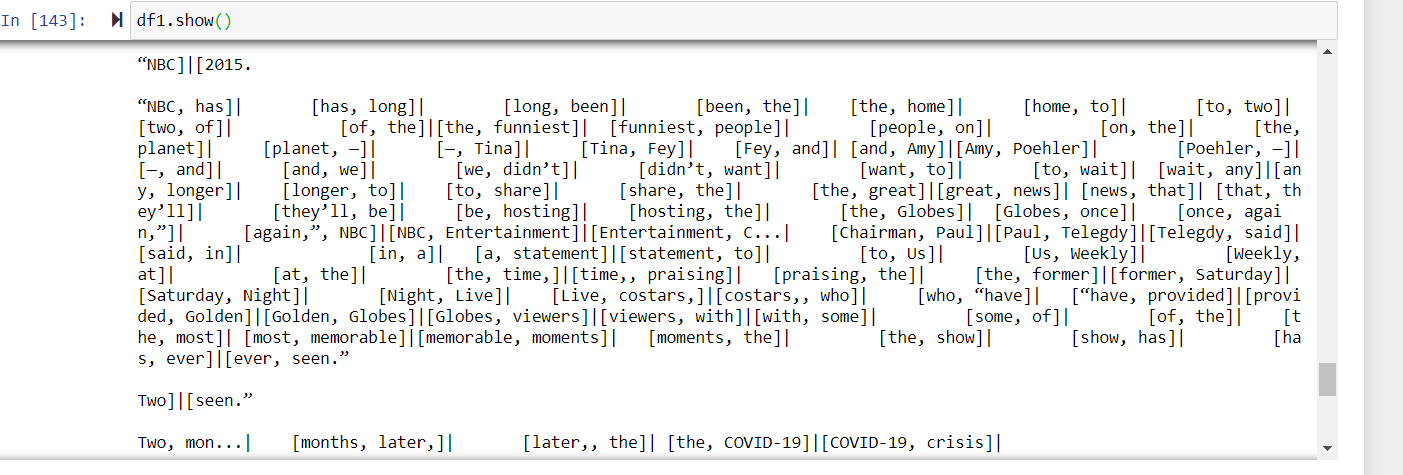 In [143]: df1.show()
“NBC]|[2015.
“NBC, has]| [has, long]| [long, been]| [been, the]| [the, home]| [home, to]| [to, two]|
[two, of]| [of, the]|[the, funniest]| [funniest, people]| [people, on]| [on, the]| [the,
planet]| [planet, —]| [—, Tina]| [Tina, Fey]| [Fey, and]| [and, Amy]|[Amy, Poehler]| [Poehler, —]|
[—, and]| [and, we]| [we, didn’t]| [didn’t, want]| [want, to]| [to, wait]| [wait, any]|[an
y, longer]| [longer, to]| [to, share]| [share, the]| [the, great]|[great, news]| [news, that]| [that, th
ey’ll]| [they’ll, be]| [be, hosting]| [hosting, the]| [the, Globes]| [Globes, once]| [once, agai
n,”]| [again,”, NBC]|[NBC, Entertainment]|[Entertainment, C...| [Chairman, Paul]|[Paul, Telegdy]|[Telegdy, said]|
[said, in]| [in, a]| [a, statement]|[statement, to]| [to, Us]| [Us, Weekly]| [Weekly,
at]| [at, the]| [the, time,]|[time,, praising]| [praising, the]| [the, former]|[former, Saturday]|
[Saturday, Night]| [Night, Live]| [Live, costars,]|[costars,, who]| [who, “have]| [“have, provided]|[provi
ded, Golden]|[Golden, Globes]|[Globes, viewers]|[viewers, with]|[with, some]| [some, of]| [of, the]| [t
he, most]| [most, memorable]|[memorable, moments]| [moments, the]| [the, show]| [show, has]| [ha
s, ever]|[ever, seen.”
Two]|[seen.”
Two, mon...| [months, later,]| [later,, the]| [the, COVID-19]|[COVID-19, crisis]|